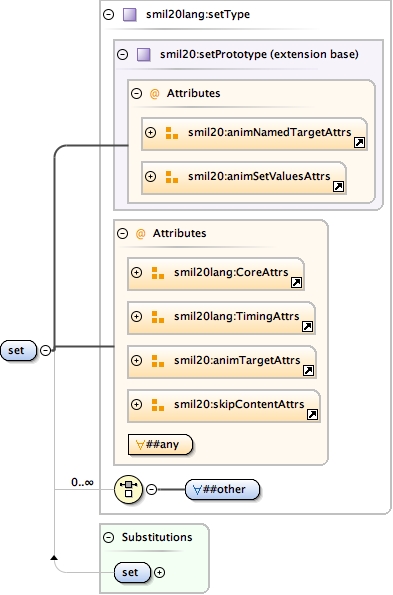 smil20lang:setType
smil20:setPrototype (extension base)
@ Attributes
smil20:animNamedTargetAttrs
smil20:animSetValuesAttrs
@ Attributes
smil20lang:CoreAttrs
smil20lang:TimingAttrs
smil20:animTargetAttrs
smil20:skipContentAttrs
∀##any
set
0..∞
∀##other
Substitutions
set